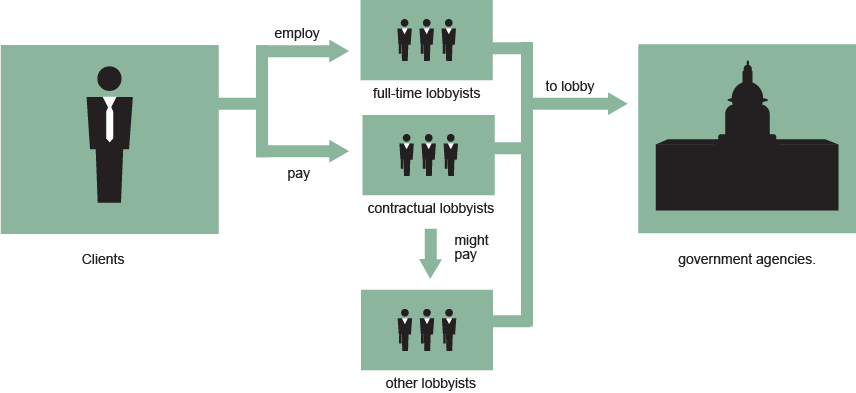 employ
full-time lobbyists
to lobby
pay
contractual lobbyists
might
pay
Clients
government agencies.
other lobbyists